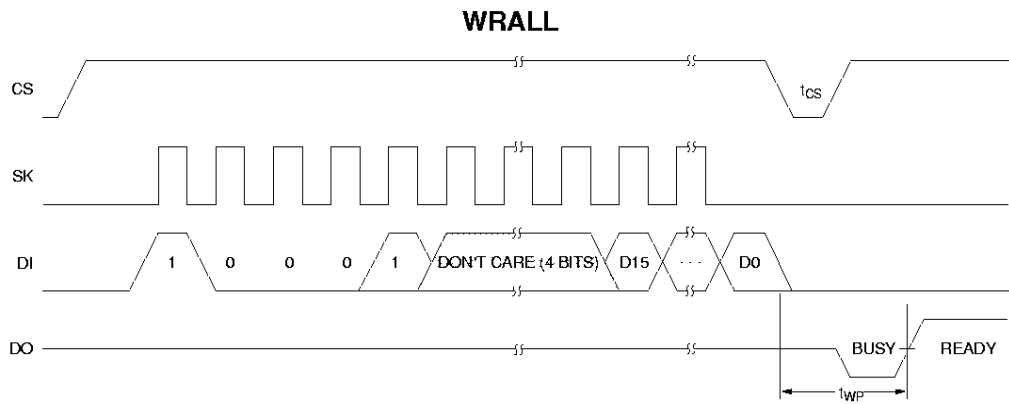 WRALL
CS
tCS
SK
DI 1 0 0 0 1 DON'T CARE (4 BITS) D15 · · · D0
DO BUSY READY
tWP